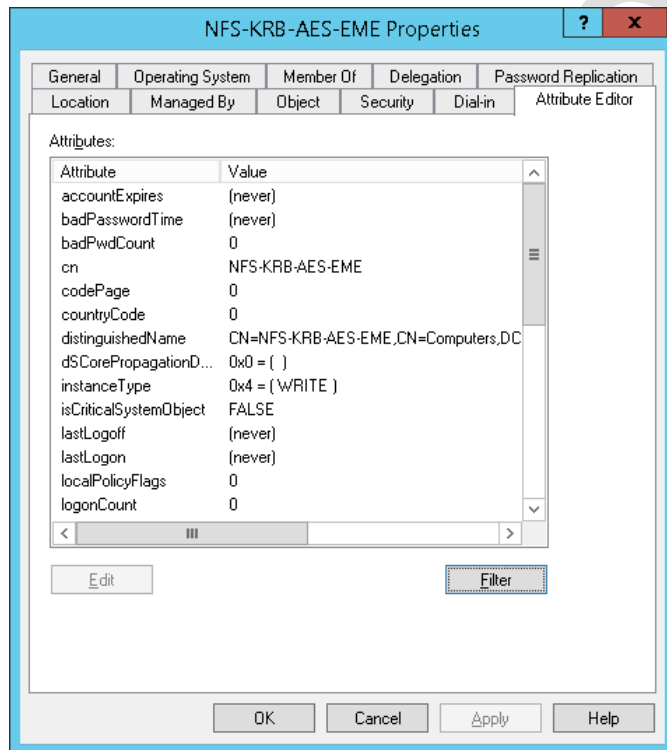 NFS-KRB-AES-EME Properties
? x
General Operating System Member Of Delegation Password Replication
Location Managed By Object Security Dial-in Attribute Editor
Attributes:
Attribute Value
accountExpires (never)
badPasswordTime (never)
badPwdCount 0
cn NFS-KRB-AES-EME
codePage 0
countryCode 0
distinguishedName CN=NFS-KRB-AES-EME,CN=Computers,DC
dSCorePropagationD... 0x0 = ( )
instanceType 0x4 = ( WRITE )
isCriticalSystemObject FALSE
lastLogoff (never)
lastLogon (never)
localPolicyFlags 0
logonCount 0
Edit Filter
OK Cancel Apply Help